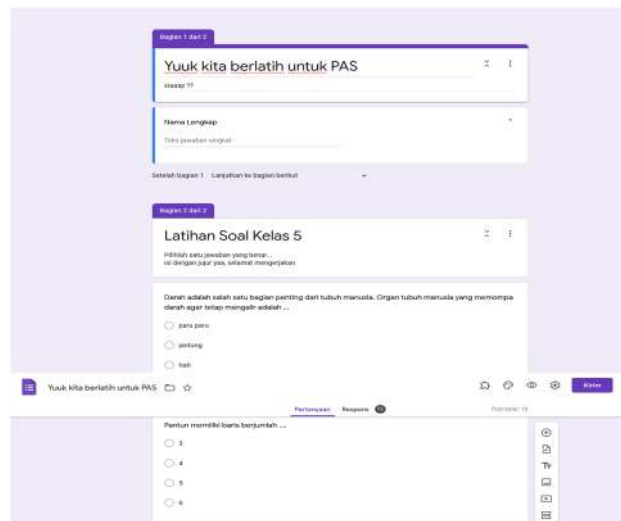 Bagian 1 dari 2
Yuuk kita berlatih untuk PAS
siaaap ??
Nama Lengkap
Teks jawaban singkat
Setelah bagian 1 Lanjutkan ke bagian berikut
Bagian 2 dari 2
Latihan Soal Kelas 5
Pilihlah satu jawaban yang benar...
isi dengan jujur yaa, selamat mengerjakan
Darah adalah salah satu bagian penting dari tubuh manusia. Organ tubuh manusia yang memompa
darah agar tetap mengalir adalah ...
paru paru
jantung
hati
Yuuk kita berlatih untuk PAS
Kirim
Pertanyaan Respons 72
Pantun memiliki baris berjumlah ....
3
4
5
6